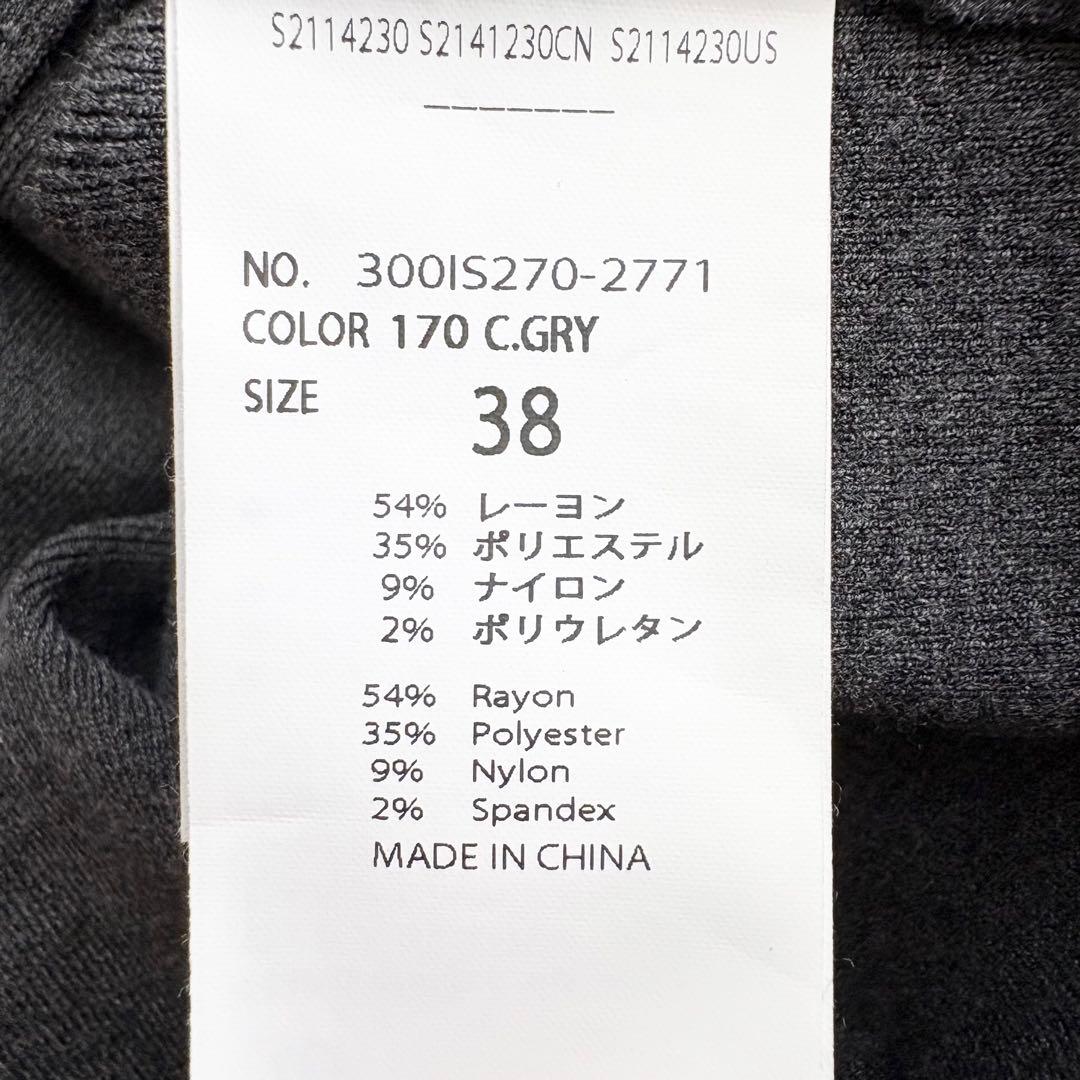 S2114230 S2141230CN S2114230US
_______
NO. 300IS270-2771
COLOR 170 C.GRY
SIZE 38
54% レーヨン
35% ポリエステル
9% ナイロン
2% ポリウレタン
54% Rayon
35% Polyester
9% Nylon
2% Spandex
MADE IN CHINA